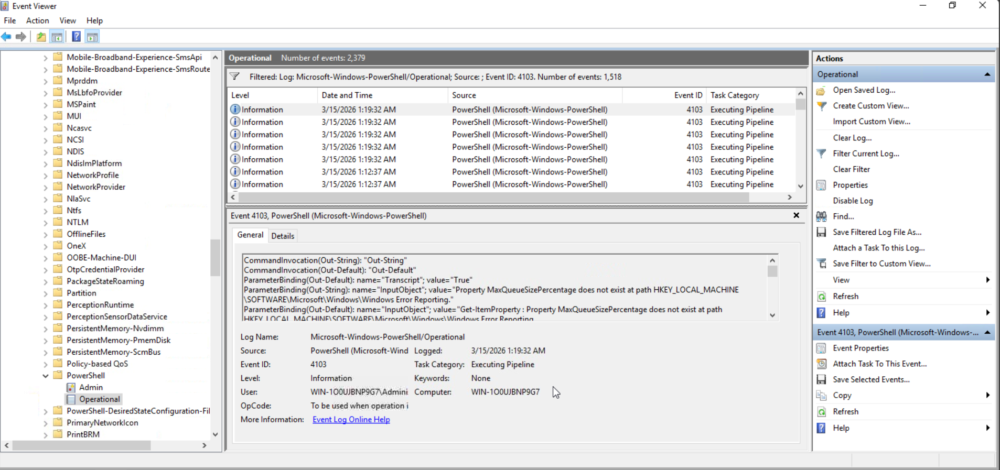 Event Viewer
File Action View Help
Mobile-Broadband-Experience-SmsApi
Mobile-Broadband-Experience-SmsRoute
Mprddm
MsLbfoProvider
MSPaint
MUI
Ncasvc
NCSI
NDIS
NdisImPlatform
NetworkProfile
NetworkProvider
NlaSvc
Ntfs
NTLM
OfflineFiles
OneX
OOBE-Machine-DUI
OtpCredentialProvider
PackageStateRoaming
Partition
PerceptionRuntime
PerceptionSensorDataService
PersistentMemory-Nvdimm
PersistentMemory-PmemDisk
PersistentMemory-ScmBus
Policy-based QoS
PowerShell
Admin
Operational
PowerShell-DesiredStateConfiguration-Fil
PrimaryNetworkIcon
PrintBRM
Operational Number of events: 2,379
Filtered: Log: Microsoft-Windows-PowerShell/Operational; Source: ; Event ID: 4103. Number of events: 1,518
Level Date and Time Source Event ID Task Category
Information 3/15/2026 1:19:32 AM PowerShell (Microsoft-Windows-PowerShell) 4103 Executing Pipeline
Information 3/15/2026 1:19:32 AM PowerShell (Microsoft-Windows-PowerShell) 4103 Executing Pipeline
Information 3/15/2026 1:19:32 AM PowerShell (Microsoft-Windows-PowerShell) 4103 Executing Pipeline
Information 3/15/2026 1:19:32 AM PowerShell (Microsoft-Windows-PowerShell) 4103 Executing Pipeline
Information 3/15/2026 1:19:32 AM PowerShell (Microsoft-Windows-PowerShell) 4103 Executing Pipeline
Information 3/15/2026 1:12:37 AM PowerShell (Microsoft-Windows-PowerShell) 4103 Executing Pipeline
Information 3/15/2026 1:12:37 AM PowerShell (Microsoft-Windows-PowerShell) 4103 Executing Pipeline
Event 4103, PowerShell (Microsoft-Windows-PowerShell)
General Details
CommandInvocation(Out-String): "Out-String"
CommandInvocation(Out-Default): "Out-Default"
ParameterBinding(Out-Default): name="Transcript"; value="True"
ParameterBinding(Out-String): name="InputObject"; value="Property MaxQueueSizePercentage does not exist at path HKEY_LOCAL_MACHINE
\SOFTWARE\Microsoft\Windows\Windows Error Reporting."
ParameterBinding(Out-Default): name="InputObject"; value="Get-ItemProperty : Property MaxQueueSizePercentage does not exist at path
HKEY_LOCAL_MACHINE\SOFTWARE\Microsoft\Windows\Windows Error Reporting
Log Name: Microsoft-Windows-PowerShell/Operational
Source: PowerShell (Microsoft-Wind Logged: 3/15/2026 1:19:32 AM
Event ID: 4103 Task Category: Executing Pipeline
Level: Information Keywords: None
User: WIN-1O0UJBNP9G7\Admini Computer: WIN-1O0UJBNP9G7
OpCode: To be used when operation i
More Information: Event Log Online Help
Actions
Operational
Open Saved Log...
Create Custom View...
Import Custom View...
Clear Log...
Filter Current Log...
Clear Filter
Properties
Disable Log
Find...
Save Filtered Log File As...
Attach a Task To this Log...
Save Filter to Custom View...
View
Refresh
Help
Event 4103, PowerShell (Microsoft-Windows-...
Event Properties
Attach Task To This Event...
Save Selected Events...
Copy
Refresh
Help